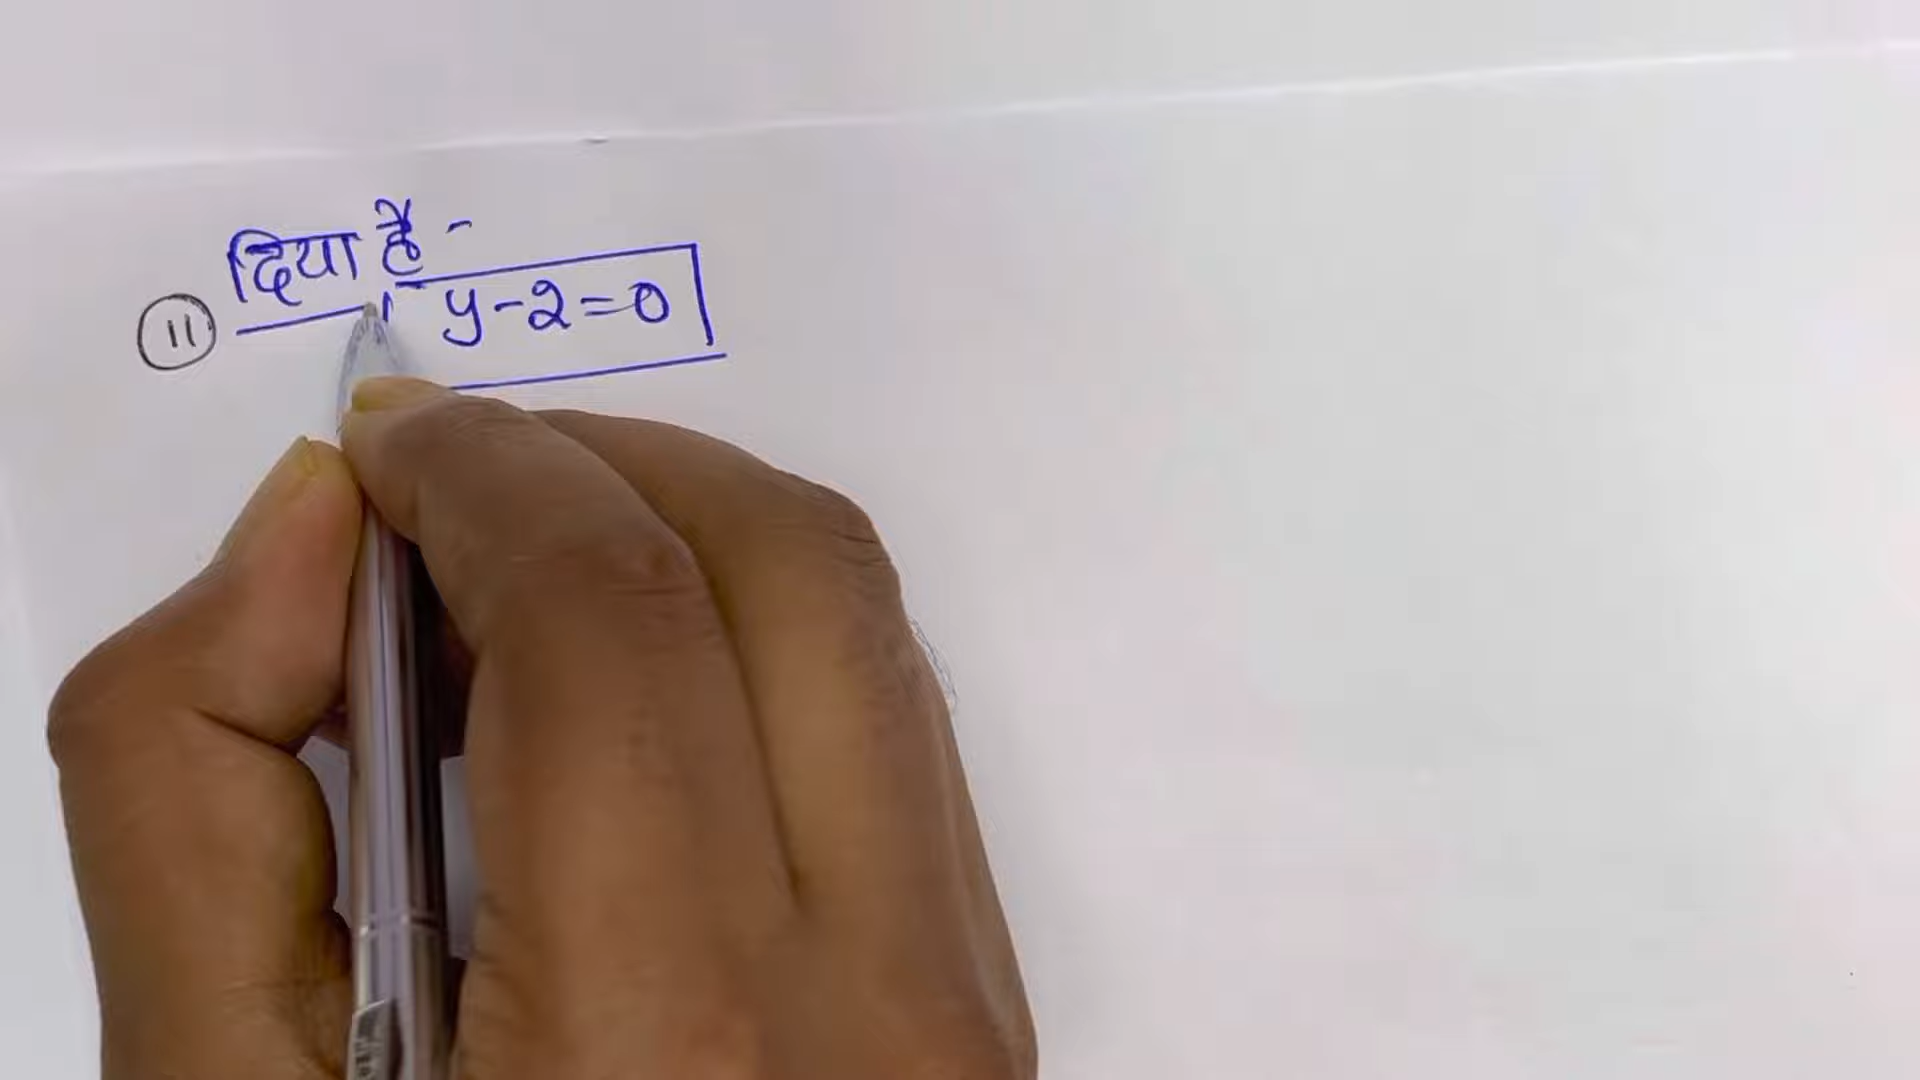 दिया है -
(11) y-2=0